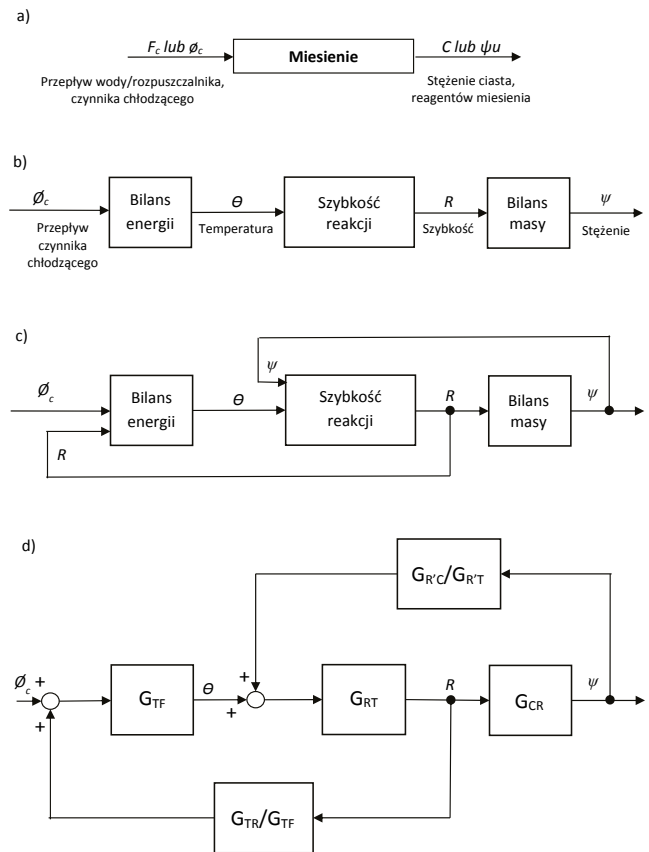 a)
F_c lub ϕ_c
Miesienie
C lub ψu
Przepływ wody/rozpuszczalnika,
czynnika chłodzącego
Stężenie ciasta,
reagentów miesienia
b)
Ø_c
Przepływ
czynnika
chłodzącego
Bilans
energii
Ɵ
Temperatura
Szybkość
reakcji
R
Szybkość
Bilans
masy
ψ
Stężenie
c)
Ø_c
R
Bilans
energii
Ɵ
ψ
Szybkość
reakcji
R
Bilans
masy
ψ
d)
G_R'C/G_R'T
Ø_c
+
+
G_TF
Ɵ
+
+
G_RT
R
G_CR
ψ
G_TR/G_TF